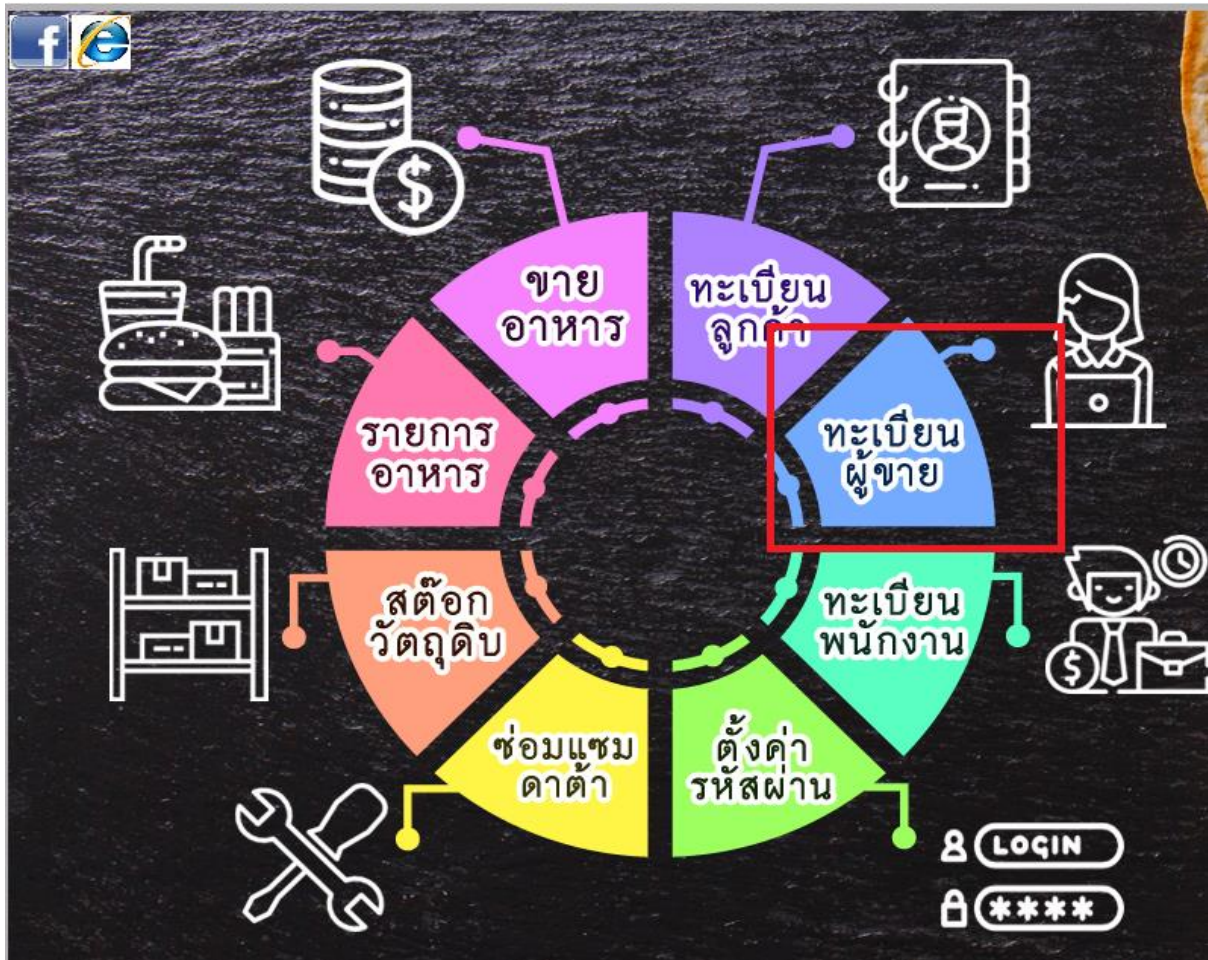 ขาย
อาหาร
ทะเบียน
ลูกค้า
รายการ
อาหาร
ทะเบียน
ผู้ขาย
สต๊อก
วัตถุดิบ
ทะเบียน
พนักงาน
ซ่อมแซม
ดาต้า
ตั้งค่า
รหัสผ่าน
LOGIN
****